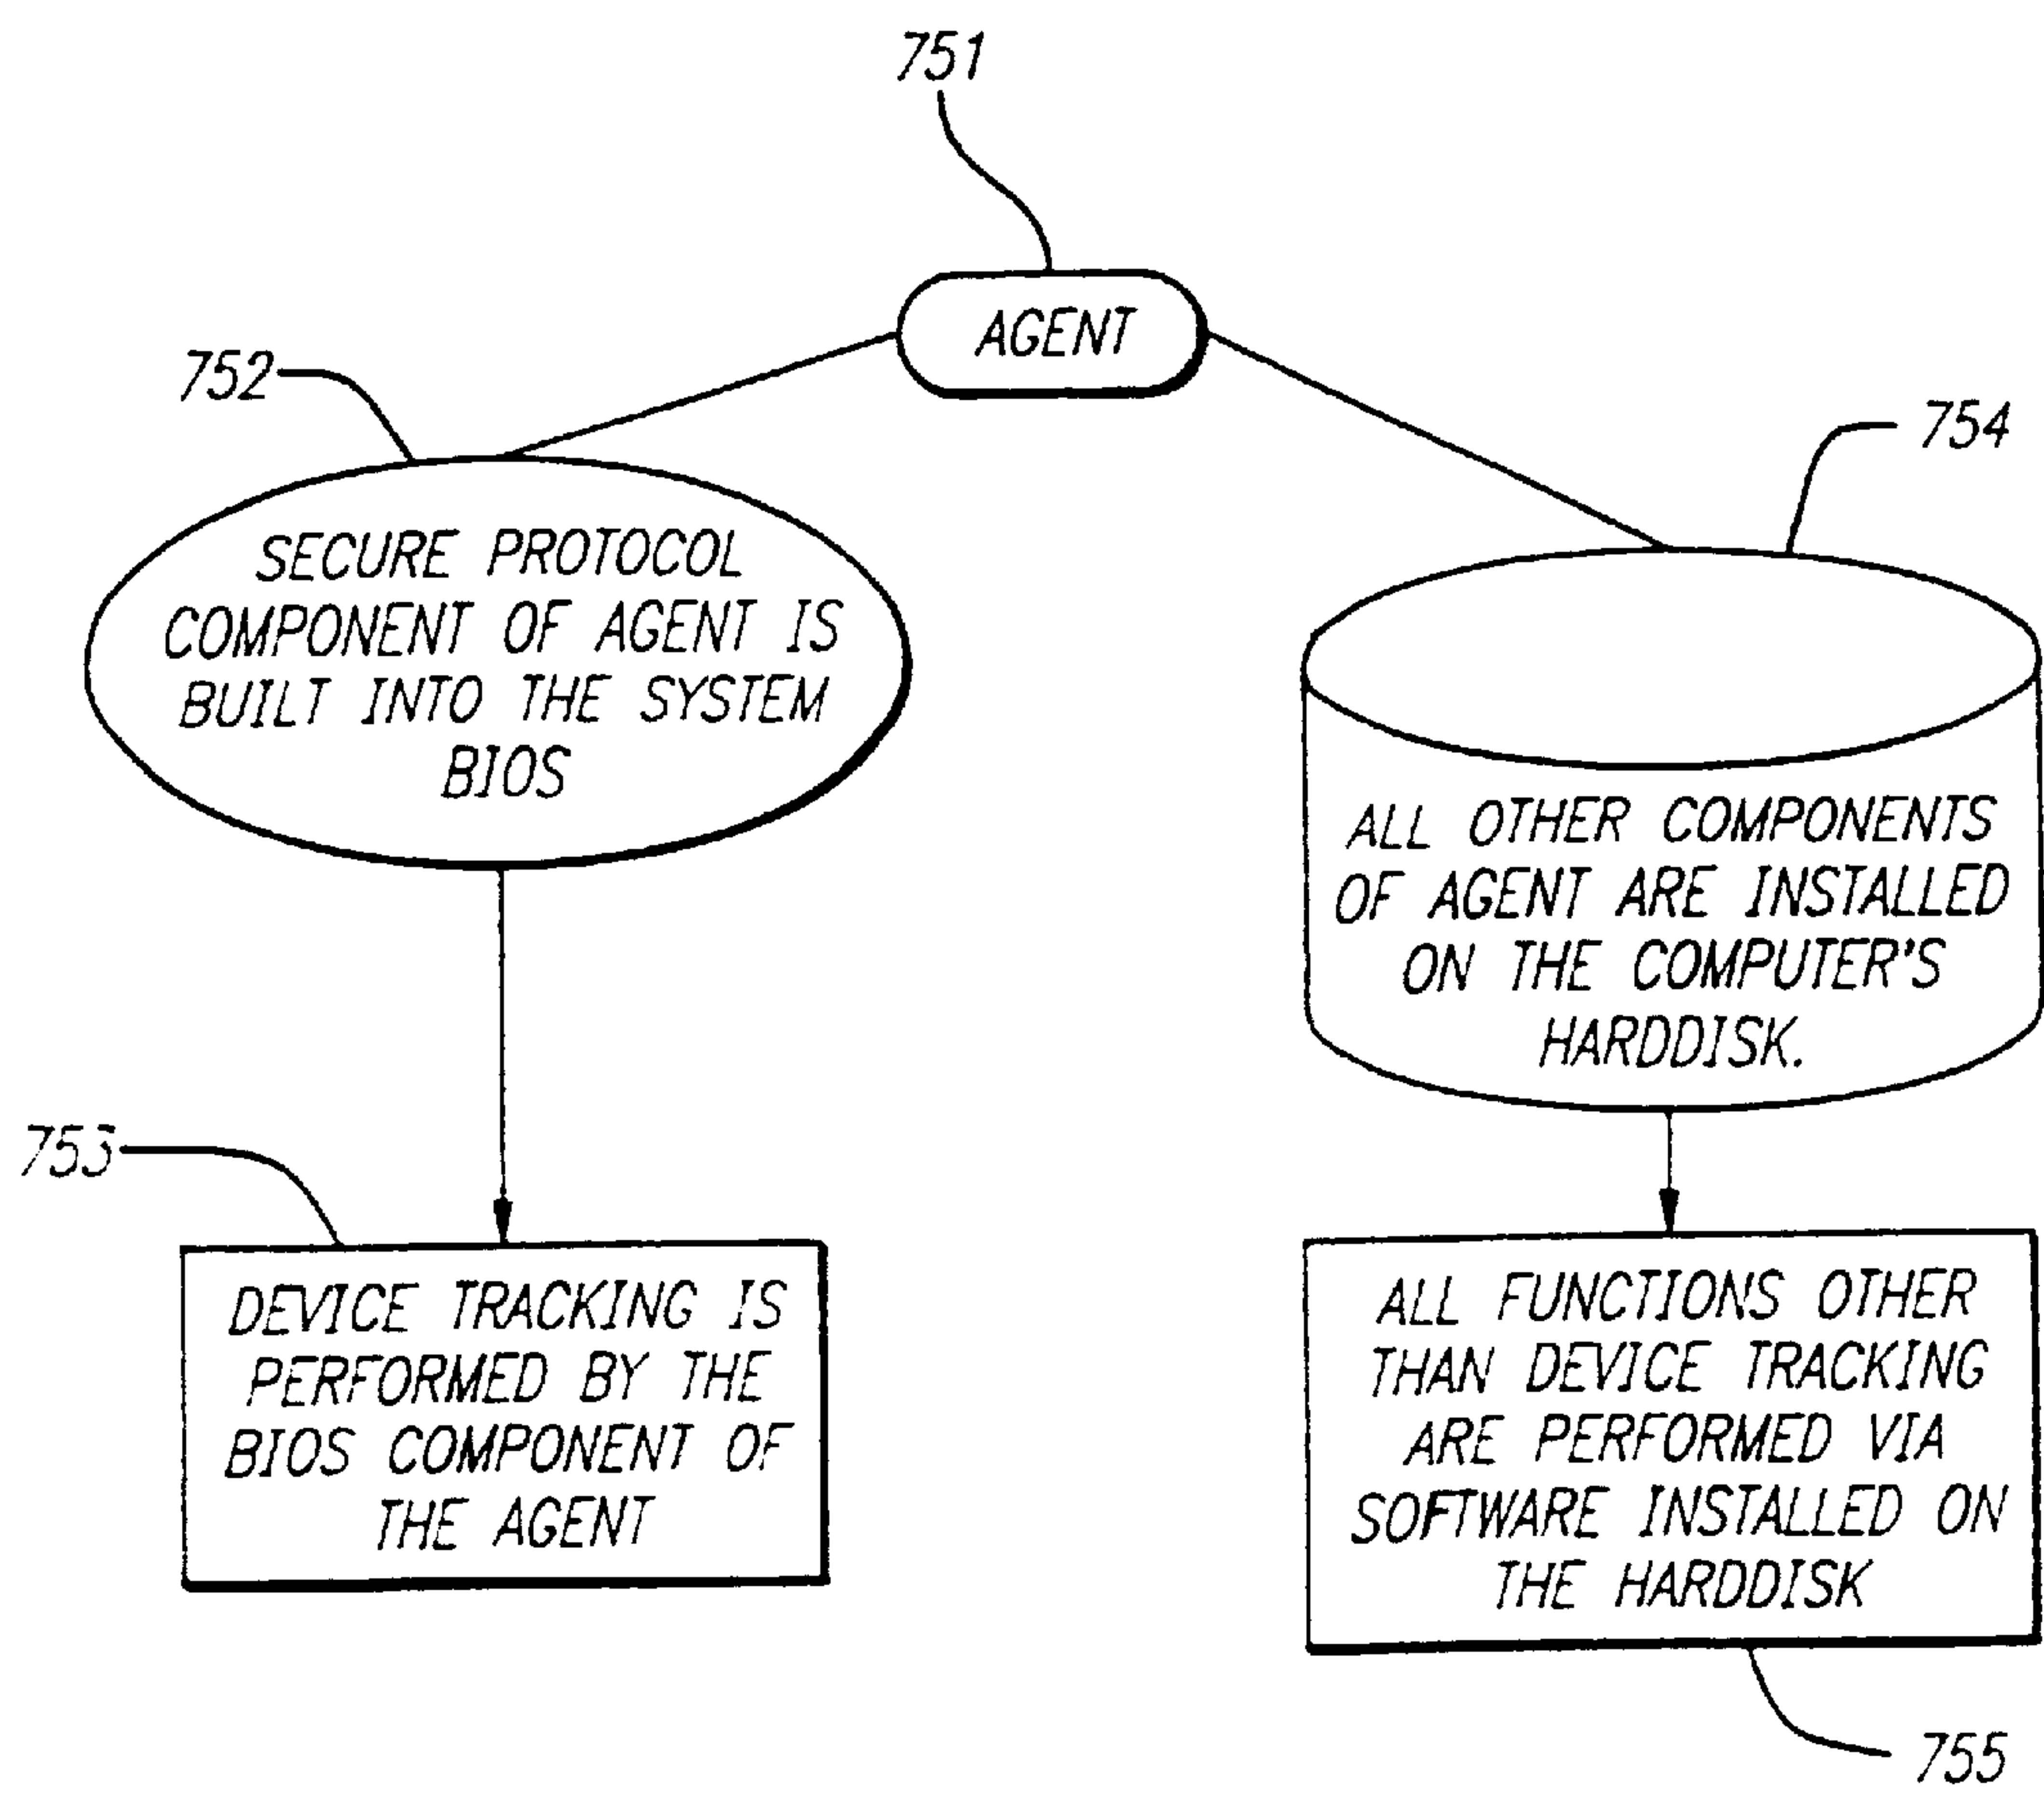 751
AGENT
752
754
SECURE PROTOCOL
COMPONENT OF AGENT IS
BUILT INTO THE SYSTEM
BIOS
ALL OTHER COMPONENTS
OF AGENT ARE INSTALLED
ON THE COMPUTER'S
HARDDISK.
753
DEVICE TRACKING IS
PERFORMED BY THE
BIOS COMPONENT OF
THE AGENT
ALL FUNCTIONS OTHER
THAN DEVICE TRACKING
ARE PERFORMED VIA
SOFTWARE INSTALLED ON
THE HARDDISK
755